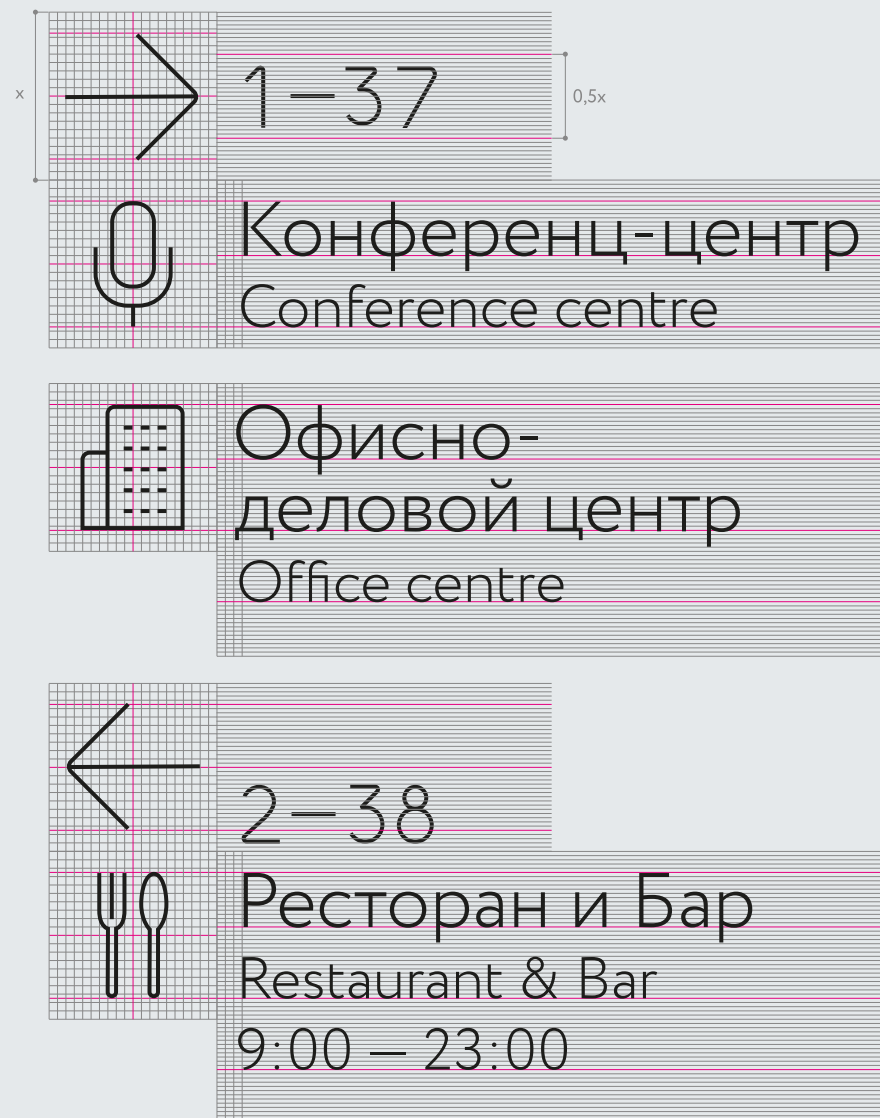 x
1—37
0,5x
Конференц-центр
Conference centre
Офисно-
деловой центр
Office centre
2—38
Ресторан и Бар
Restaurant & Bar
9:00 — 23:00